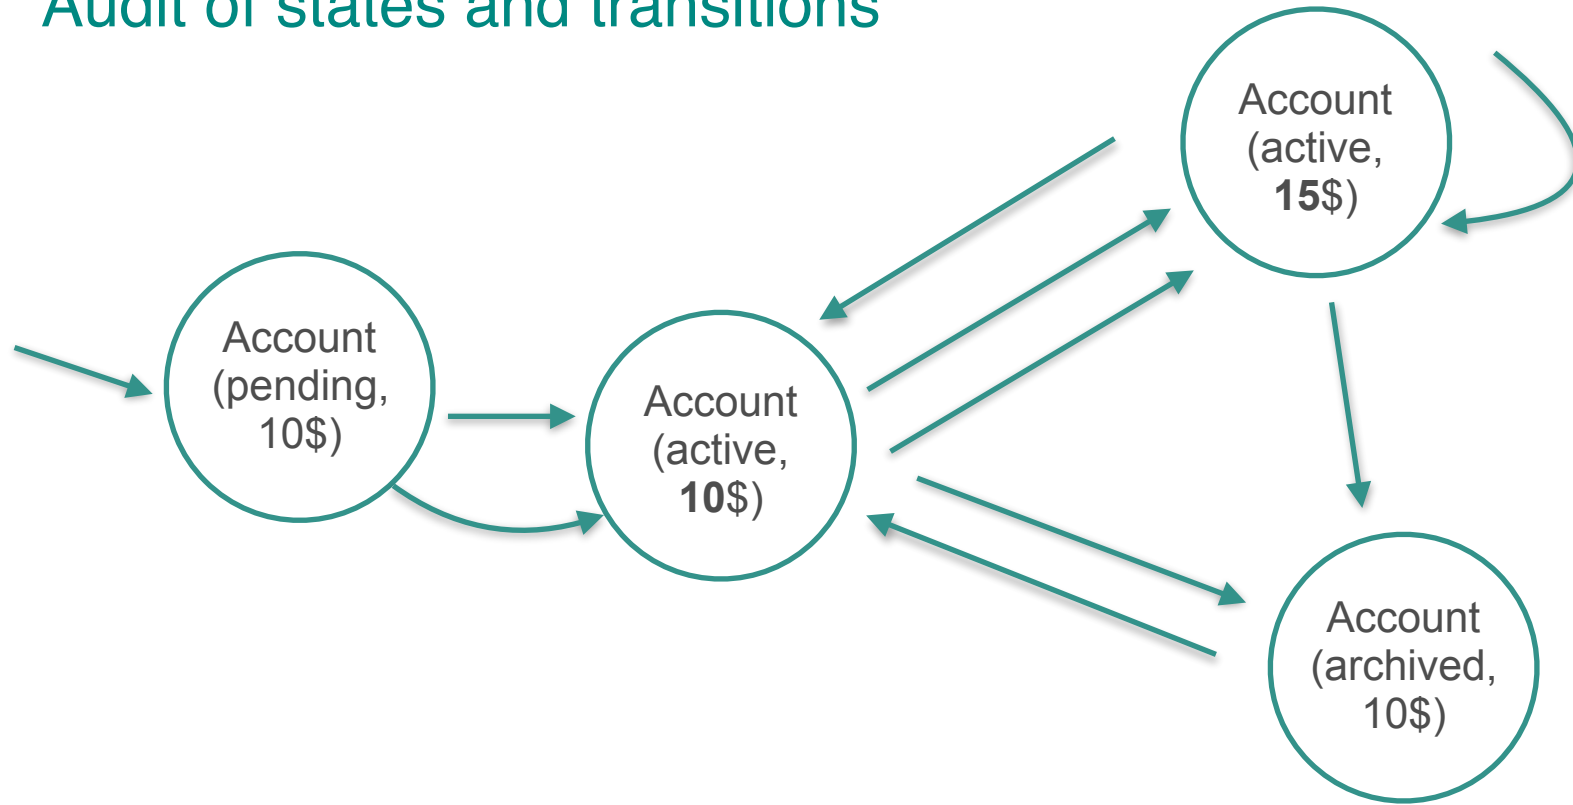 Audit of states and transitions
Account
(active,
15$)
Account
(pending,
10$)
Account
(active,
10$)
Account
(archived,
10$)